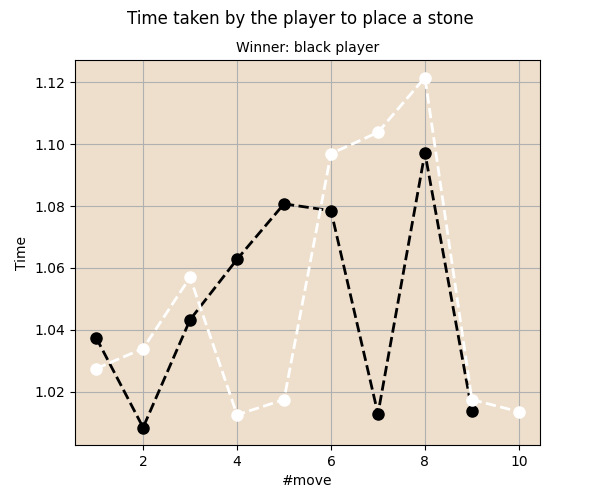 Time taken by the player to place a stone
Winner: black player
1.12
1.10
1.08
1.06
1.04
1.02
Time
2 4 6 8 10
#move